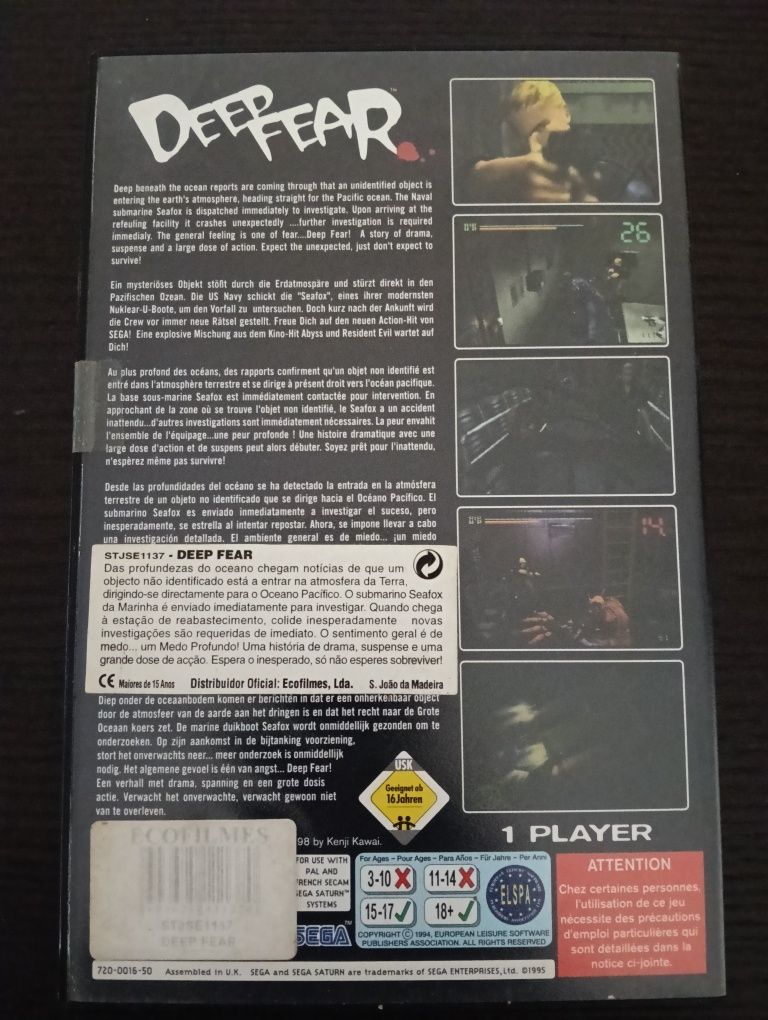 DEEP FEAR™
Deep beneath the ocean reports are coming through that an unidentified object is
entering the earth's atmosphere, heading straight for the Pacific ocean. The Naval
submarine Seafox is dispatched immediately to investigate. Upon arriving at the
refeuling facility it crashes unexpectedly ....further investigation is required
immedialy. The general feeling is one of fear....Deep Fear! A story of drama,
suspense and a large dose of action. Expect the unexpected, just don't expect to
survive!
Ein mysteriöses Objekt stößt durch die Erdatmospäre und stürzt direkt in den
Pazifischen Ozean. Die US Navy schickt die "Seafox", eines ihrer modernsten
Nuklear-U-Boote, um den Vorfall zu untersuchen. Doch kurz nach der Ankunft wird
die Crew vor immer neue Rätsel gestellt. Freue Dich auf den neuen Action-Hit von
SEGA! Eine explosive Mischung aus dem Kino-Hit Abyss und Resident Evil wartet auf
Dich!
Au plus profond des océans, des rapports confirment qu'un objet non identifié est
entré dans l'atmosphère terrestre et se dirige à présent droit vers l'océan pacifique.
La base sous-marine Seafox est immédiatement contactée pour intervention. En
approchant de la zone où se trouve l'objet non identifié, le Seafox a un accident
inattendu...d'autres investigations sont immédiatement nécessaires. La peur envahit
l'ensemble de l'équipage...une peur profonde ! Une histoire dramatique avec une
large dose d'action et de suspens peut alors débuter. Soyez prêt pour l'inattendu,
n'espèrez même pas survivre!
Desde las profundidades del océano se ha detectado la entrada en la atmósfera
terrestre de un objeto no identificado que se dirige hacia el Océano Pacífico. El
submarino Seafox es enviado inmediatamente a investigar el suceso, pero
inesperadamente, se estrella al intentar repostar. Ahora, se impone llevar a cabo
una investigación detallada. El ambiente general es de miedo... ¡un miedo
STJSE1137 - DEEP FEAR
Das profundezas do oceano chegam notícias de que um
objecto não identificado está a entrar na atmosfera da Terra,
dirigindo-se directamente para o Oceano Pacífico. O submarino Seafox
da Marinha é enviado imediatamente para investigar. Quando chega
à estação de reabastecimento, colide inesperadamente novas
investigações são requeridas de imediato. O sentimento geral é de
medo..., um Medo Profundo! Uma história de drama, suspense e uma
grande dose de acção. Espera o inesperado, só não esperes sobreviver!
CE Maiores de 15 Anos Distribuidor Oficial: Ecofilmes, Lda. S. João da Madeira
Diep onder de oceaanbodem komen er berichten in dat er een onherkenbaar object
door de atmosfeer van de aarde aan het dringen is en dat het recht naar de Grote
Oceaan koers zet. De marine duikboot Seafox wordt onmiddelijk gezonden om te
onderzoeken. Op zijn aankomst in de bijtanking voorziening,
stort het onverwachts neer... meer onderzoek is onmiddelijk
nodig. Het algemene gevoel is één van angst... Deep Fear!
Een verhall met drama, spanning en een grote dosis
actie. Verwacht het onverwachte, verwacht gewoon niet
van te overleven.
26
14
USK
Geeignet ab
16 Jahren
1 PLAYER
98 by Kenji Kawai.
ECOFILMES
STJSE1137
DEEP FEAR
FOR USE WITH
PAL AND
FRENCH SECAM
SEGA SATURN™
SYSTEMS
SEGA™
For Ages - Pour Ages - Para Años - Für Jahre - Per Anni
3-10 11-14
15-17 18+
ELSPA
COPYRIGHT © 1994, EUROPEAN LEISURE SOFTWARE
PUBLISHERS ASSOCIATION. ALL RIGHTS RESERVED
ATTENTION
Chez certaines personnes,
l'utilisation de ce jeu
nécessite des précautions
d'emploi particulières qui
sont détaillées dans la
notice ci-jointe.
720-0016-50 Assembled in U.K. SEGA and SEGA SATURN are trademarks of SEGA ENTERPRISES, Ltd. ©1995